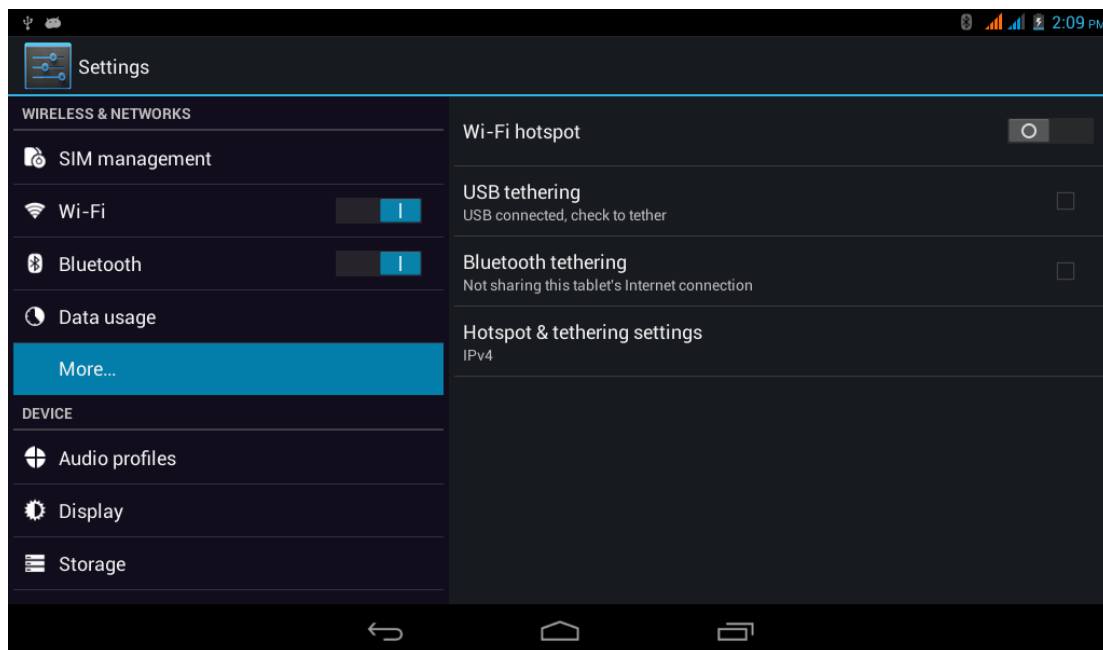 2:09 PM
Settings
WIRELESS & NETWORKS
SIM management
Wi-Fi
Bluetooth
Data usage
More...
DEVICE
Audio profiles
Display
Storage
Wi-Fi hotspot
USB tethering
USB connected, check to tether
Bluetooth tethering
Not sharing this tablet's Internet connection
Hotspot & tethering settings
IPv4